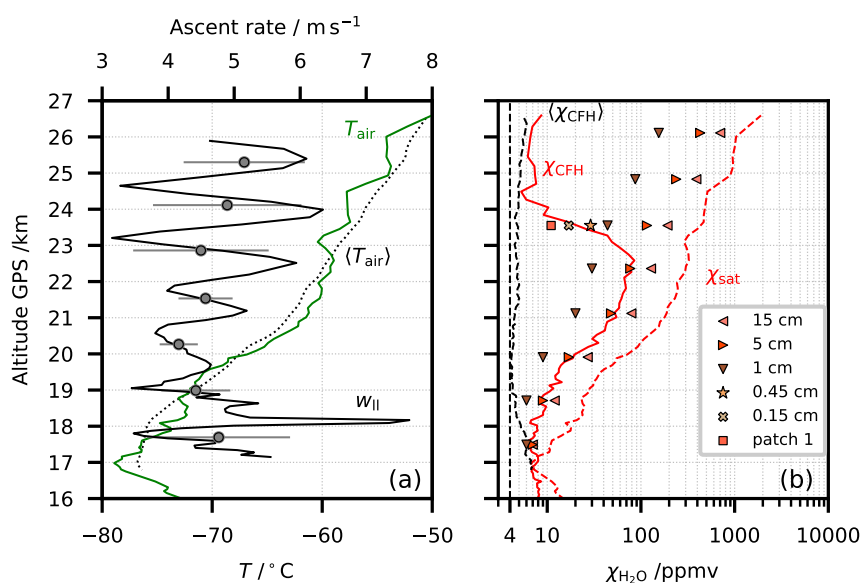 Ascent rate / m s⁻¹
3 4 5 6 7 8
27
26
25
24
23
22
21
20
19
18
17
16
Altitude GPS /km
T_air
⟨T_air⟩
w_ll
(a)
−80 −70 −60 −50
T / °C
⟨χ_CFH⟩
χ_CFH
χ_sat
15 cm
5 cm
1 cm
0.45 cm
0.15 cm
patch 1
(b)
4 10 100 1000 10000
χ_H₂O /ppmv